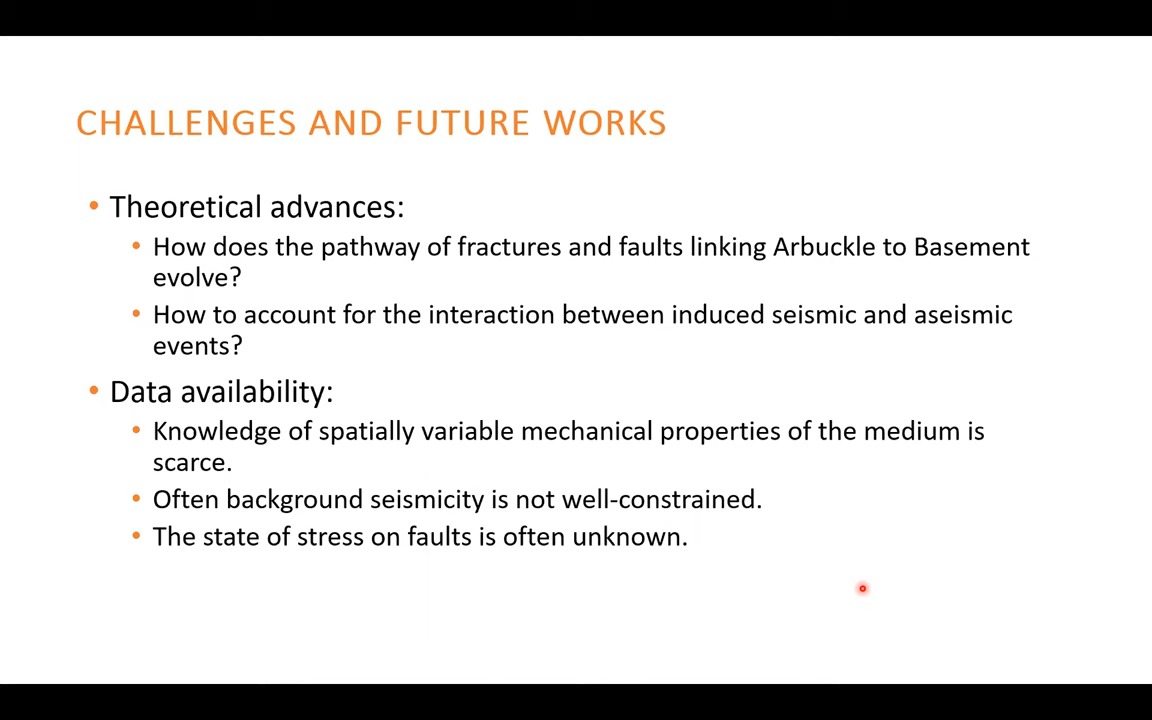 CHALLENGES AND FUTURE WORKS
• Theoretical advances:
• How does the pathway of fractures and faults linking Arbuckle to Basement
evolve?
• How to account for the interaction between induced seismic and aseismic
events?
• Data availability:
• Knowledge of spatially variable mechanical properties of the medium is
scarce.
• Often background seismicity is not well-constrained.
• The state of stress on faults is often unknown.